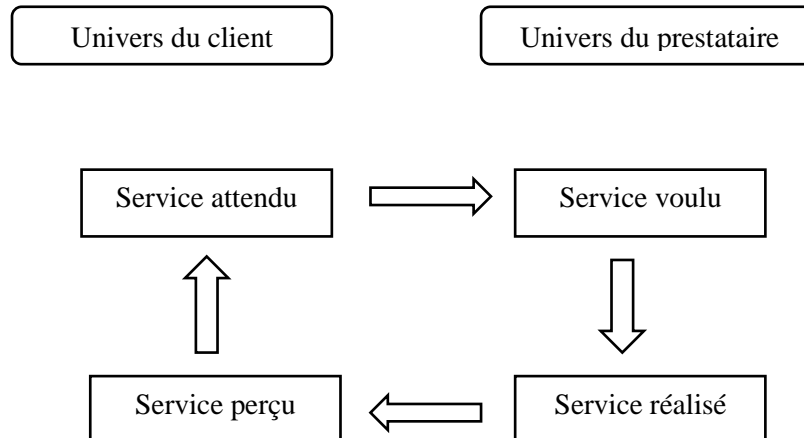 Univers du client
Univers du prestataire
Service attendu
Service voulu
Service perçu
Service réalisé